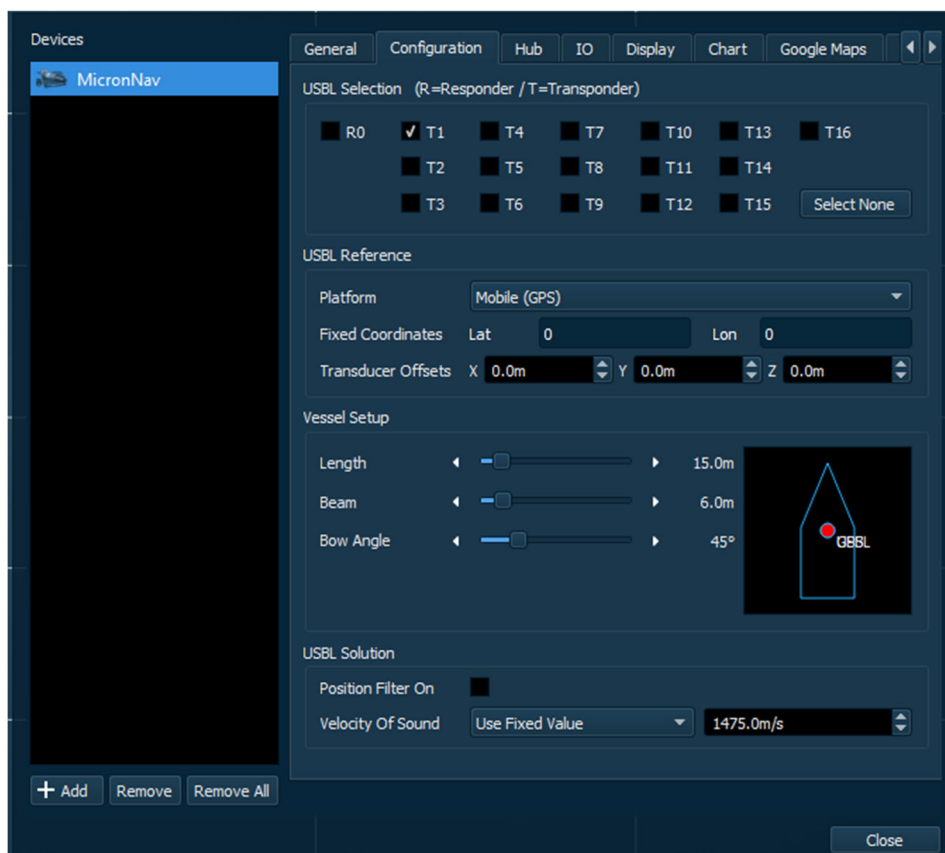 Devices
MicronNav
General Configuration Hub IO Display Chart Google Maps
USBL Selection (R=Responder / T=Transponder)
R0 T1 T4 T7 T10 T13 T16
T2 T5 T8 T11 T14
T3 T6 T9 T12 T15 Select None
USBL Reference
Platform Mobile (GPS)
Fixed Coordinates Lat 0 Lon 0
Transducer Offsets X 0.0m Y 0.0m Z 0.0m
Vessel Setup
Length 15.0m
Beam 6.0m
Bow Angle 45°
USBL Solution
Position Filter On
Velocity Of Sound Use Fixed Value 1475.0m/s
+ Add Remove Remove All
Close